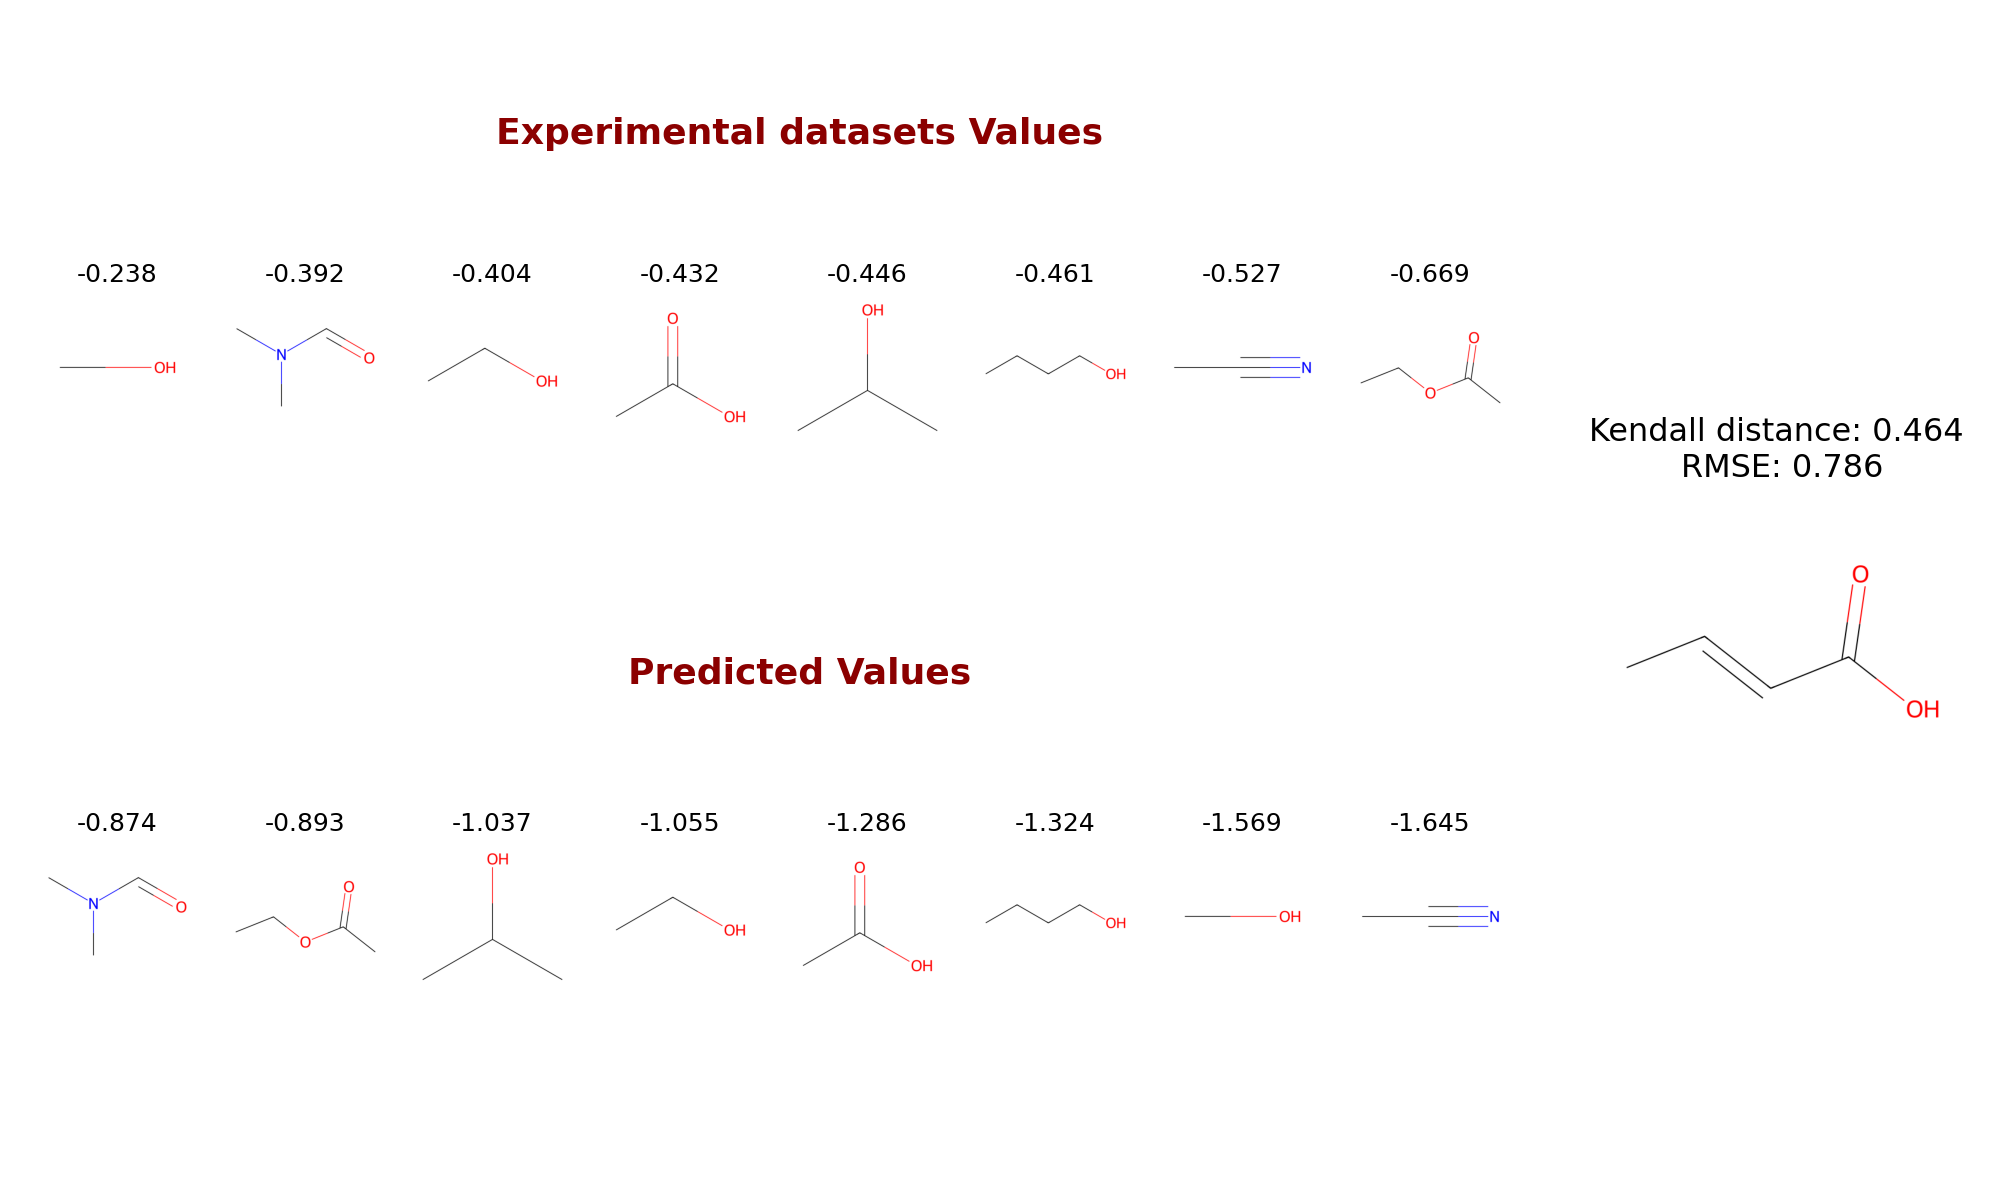 Experimental datasets Values
-0.238 -0.392 -0.404 -0.432 -0.446 -0.461 -0.527 -0.669
OH N O OH O OH OH OH N O O
Kendall distance: 0.464
RMSE: 0.786
O OH
Predicted Values
-0.874 -0.893 -1.037 -1.055 -1.286 -1.324 -1.569 -1.645
N O O O OH OH O OH OH OH N